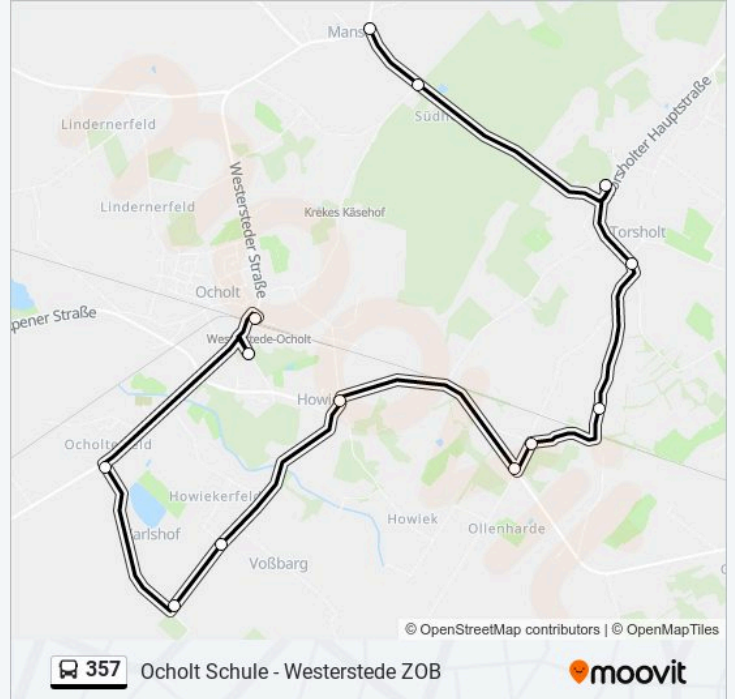 Mans
Südh
Torsholter Hauptstraße
Lindernerfeld
Westersteder Straße
Lindernerfeld
Krekes Käsehof
Torsholt
Ocholt
pener Straße
Westerstede-Ocholt
Howi
Ocholterfeld
Howiekerfeld
Howiek
Ollenharde
arlshof
Voßbarg
© OpenStreetMap contributors | © OpenMapTiles
357 Ocholt Schule - Westerstede ZOB
moovit